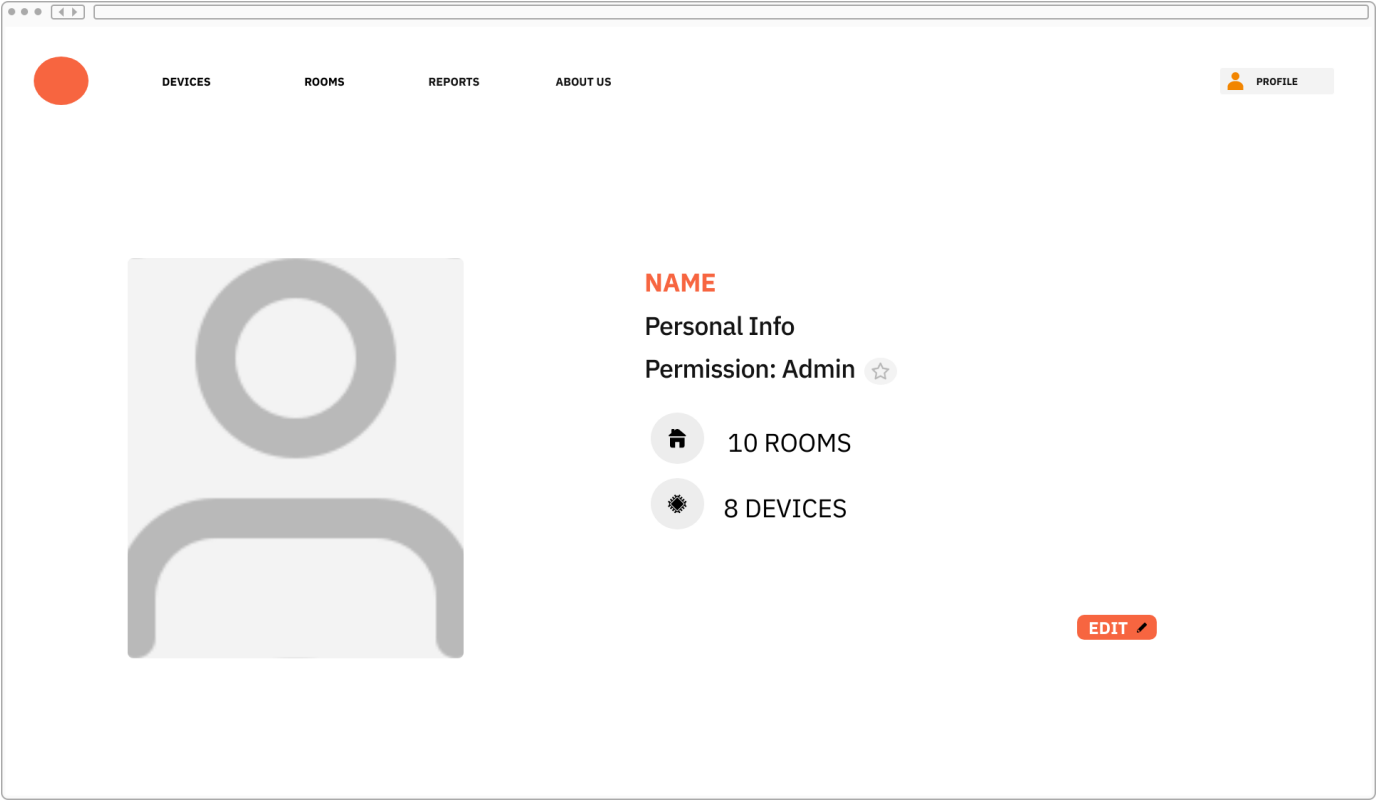 DEVICES ROOMS REPORTS ABOUT US PROFILE
NAME
Personal Info
Permission: Admin
10 ROOMS
8 DEVICES
EDIT